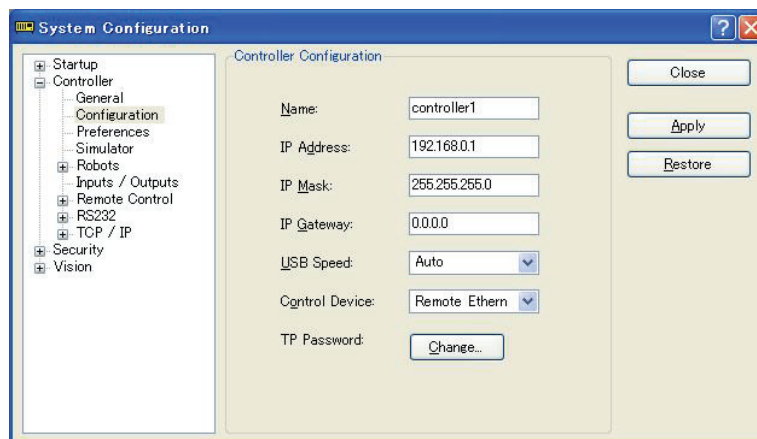 System Configuration
Startup
Controller
General
Configuration
Preferences
Simulator
Robots
Inputs / Outputs
Remote Control
RS232
TCP / IP
Security
Vision
Controller Configuration
Name: controller1
IP Address: 192.168.0.1
IP Mask: 255.255.255.0
IP Gateway: 0.0.0.0
USB Speed: Auto
Control Device: Remote Ethern
TP Password: Change...
Close
Apply
Restore